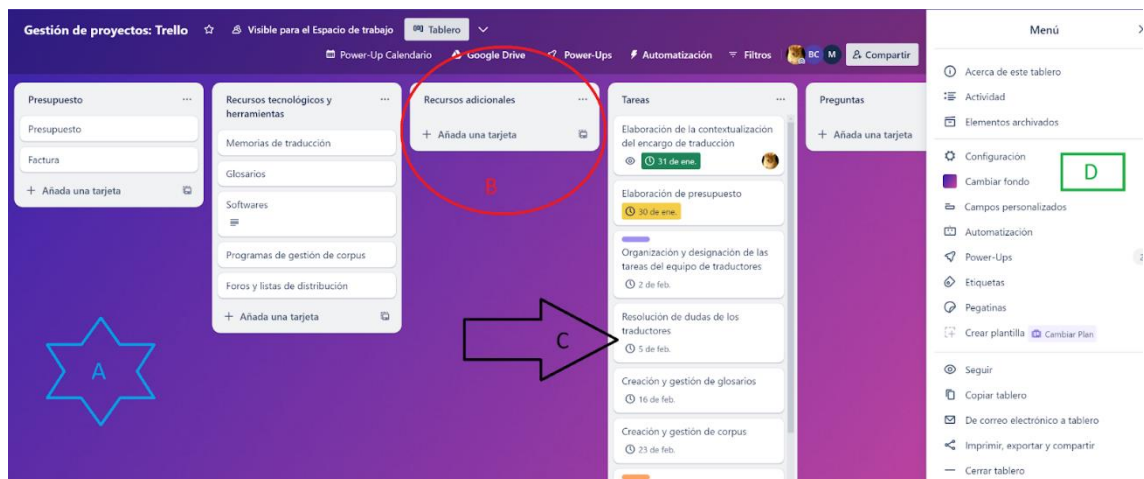 Gestión de proyectos: Trello
Visible para el Espacio de trabajo
Tablero
Power-Up Calendario
Google Drive
Power-Ups
Automatización
Filtros
BC
M
Compartir
Presupuesto
Presupuesto
Factura
+ Añada una tarjeta
Recursos tecnológicos y
herramientas
Memorias de traducción
Glosarios
Softwares
Programas de gestión de corpus
Foros y listas de distribución
+ Añada una tarjeta
Recursos adicionales
+ Añada una tarjeta
Tareas
Elaboración de la contextualización
del encargo de traducción
31 de ene.
Elaboración de presupuesto
30 de ene.
Organización y designación de las
tareas del equipo de traductores
2 de feb.
Resolución de dudas de los
traductores
5 de feb.
Creación y gestión de glosarios
16 de feb.
Creación y gestión de corpus
23 de feb.
Preguntas
+ Añada una tarjeta
Menú
Acerca de este tablero
Actividad
Elementos archivados
Configuración
Cambiar fondo
Campos personalizados
Automatización
Power-Ups
Etiquetas
Pegatinas
Crear plantilla Cambiar Plan
Seguir
Copiar tablero
De correo electrónico a tablero
Imprimir, exportar y compartir
Cerrar tablero
A
B
C
D